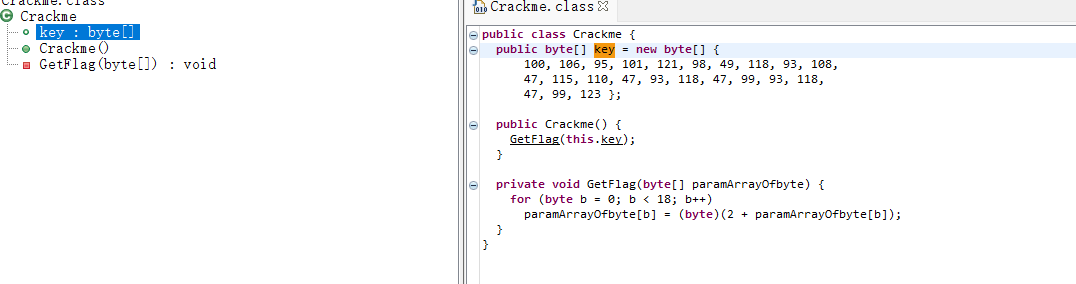 Crackme.class
Crackme
key : byte[]
Crackme()
GetFlag(byte[]) : void
Crackme.class
public class Crackme {
public byte[] key = new byte[] {
100, 106, 95, 101, 121, 98, 49, 118, 93, 108,
47, 115, 110, 47, 93, 118, 47, 99, 93, 118,
47, 99, 123 };
public Crackme() {
GetFlag(this.key);
}
private void GetFlag(byte[] paramArrayOfbyte) {
for (byte b = 0; b < 18; b++)
paramArrayOfbyte[b] = (byte)(2 + paramArrayOfbyte[b]);
}
}